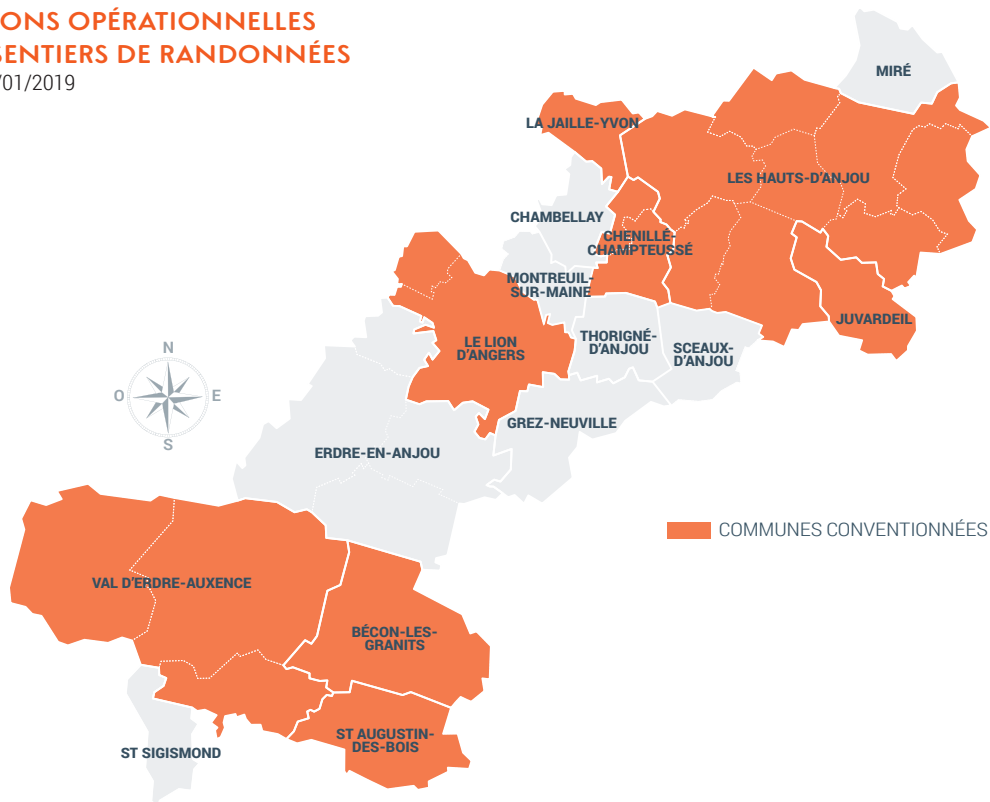 ONS OPÉRATIONNELLES
SENTIERS DE RANDONNÉES
/01/2019
MIRÉ
LA JAILLE-YVON
LES HAUTS-D'ANJOU
CHAMBELLAY
CHENILLÉ-
CHAMPTEUSSÉ
MONTREUIL-
SUR-MAINE
JUVARDEIL
THORIGNÉ-
D'ANJOU
SCEAUX-
D'ANJOU
LE LION
D'ANGERS
N
O
E
S
GREZ-NEUVILLE
ERDRE-EN-ANJOU
COMMUNES CONVENTIONNÉES
VAL D'ERDRE-AUXENCE
BÉCON-LES-
GRANITS
ST AUGUSTIN-
DES-BOIS
ST SIGISMOND